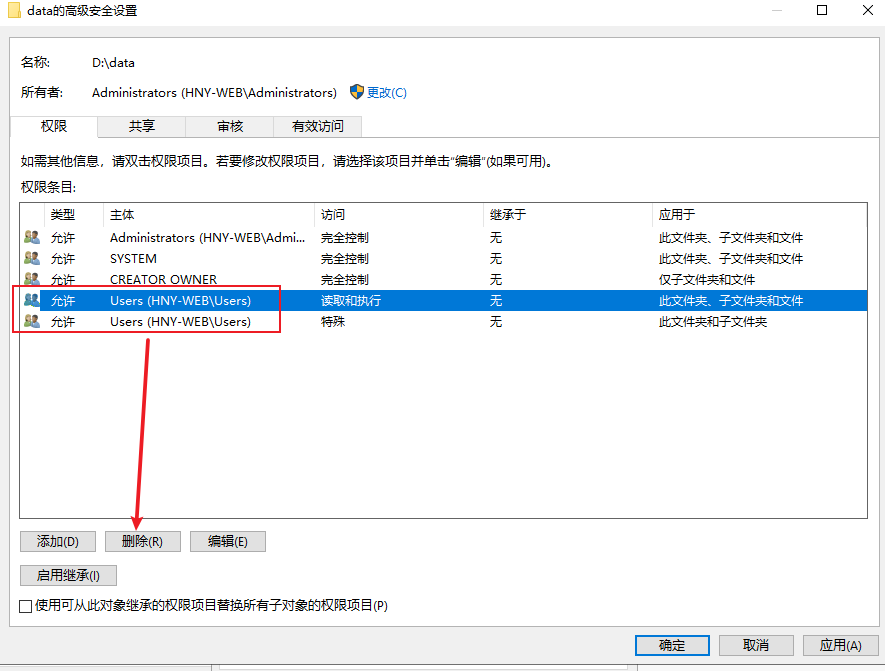 data的高级安全设置
名称: D:\data
所有者: Administrators (HNY-WEB\Administrators) 更改(C)
权限 共享 审核 有效访问
如需其他信息，请双击权限项目。若要修改权限项目，请选择该项目并单击“编辑”(如果可用)。
权限条目:
类型 主体 访问 继承于 应用于
允许 Administrators (HNY-WEB\Admi... 完全控制 无 此文件夹、子文件夹和文件
允许 SYSTEM 完全控制 无 此文件夹、子文件夹和文件
允许 CREATOR OWNER 完全控制 无 仅子文件夹和文件
允许 Users (HNY-WEB\Users) 读取和执行 无 此文件夹、子文件夹和文件
允许 Users (HNY-WEB\Users) 特殊 无 此文件夹和子文件夹
添加(D) 删除(R) 编辑(E)
启用继承(I)
使用可从此对象继承的权限项目替换所有子对象的权限项目(P)
确定 取消 应用(A)